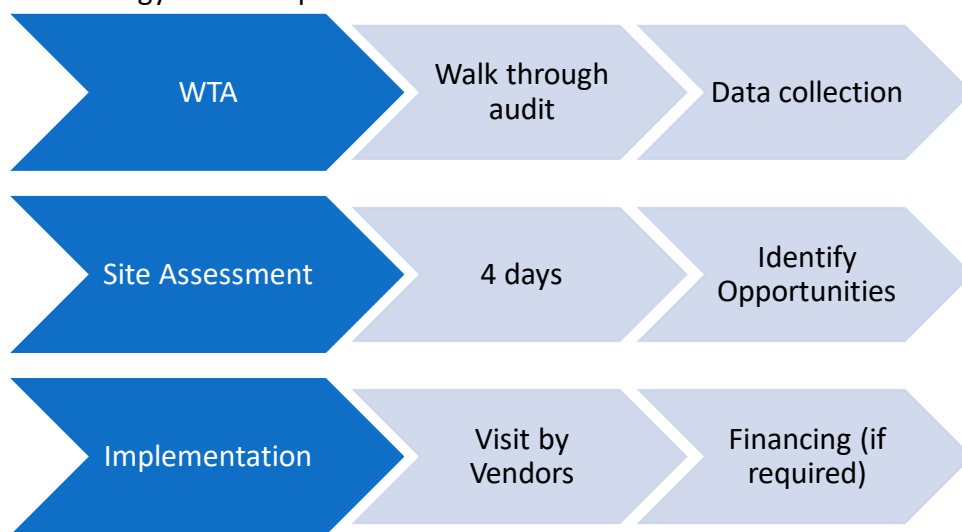 WTA
Walk through
audit
Data collection
Site Assessment
4 days
Identify
Opportunities
Implementation
Visit by
Vendors
Financing (if
required)